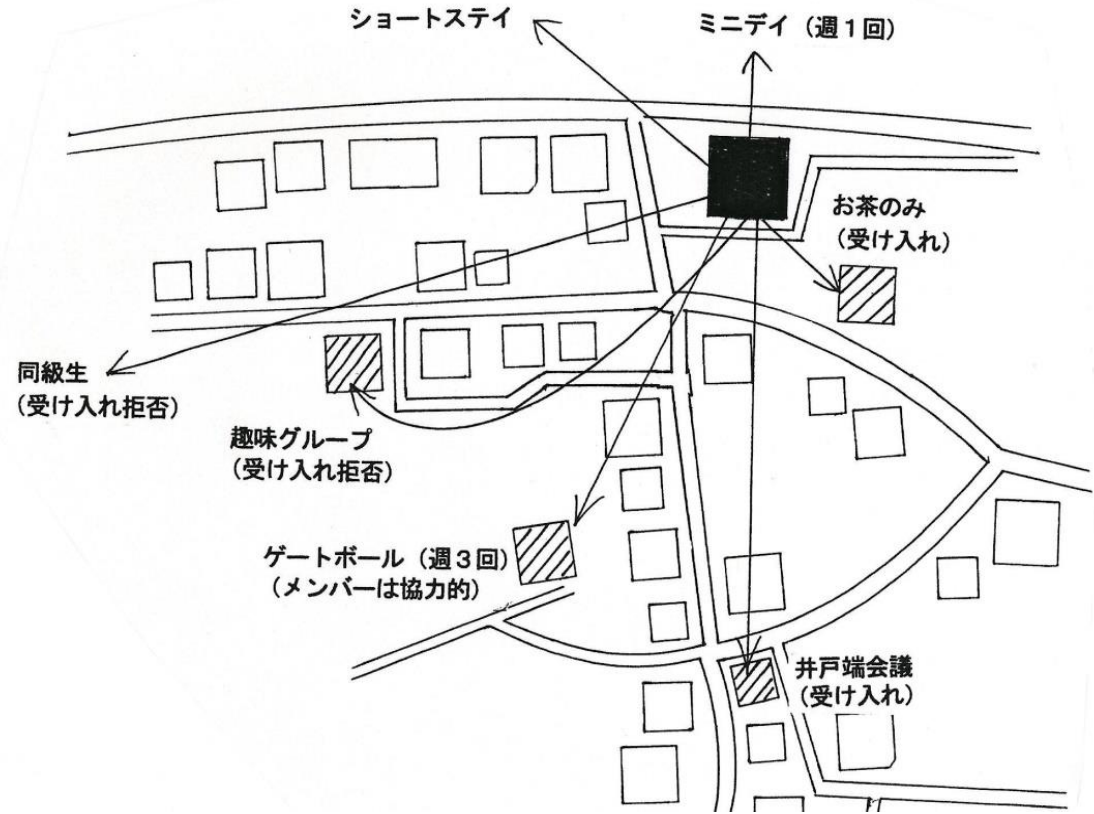 ショートステイ
ミニデイ（週１回）
お茶のみ
（受け入れ）
同級生
（受け入れ拒否）
趣味グループ
（受け入れ拒否）
ゲートボール（週３回）
（メンバーは協力的）
井戸端会議
（受け入れ）